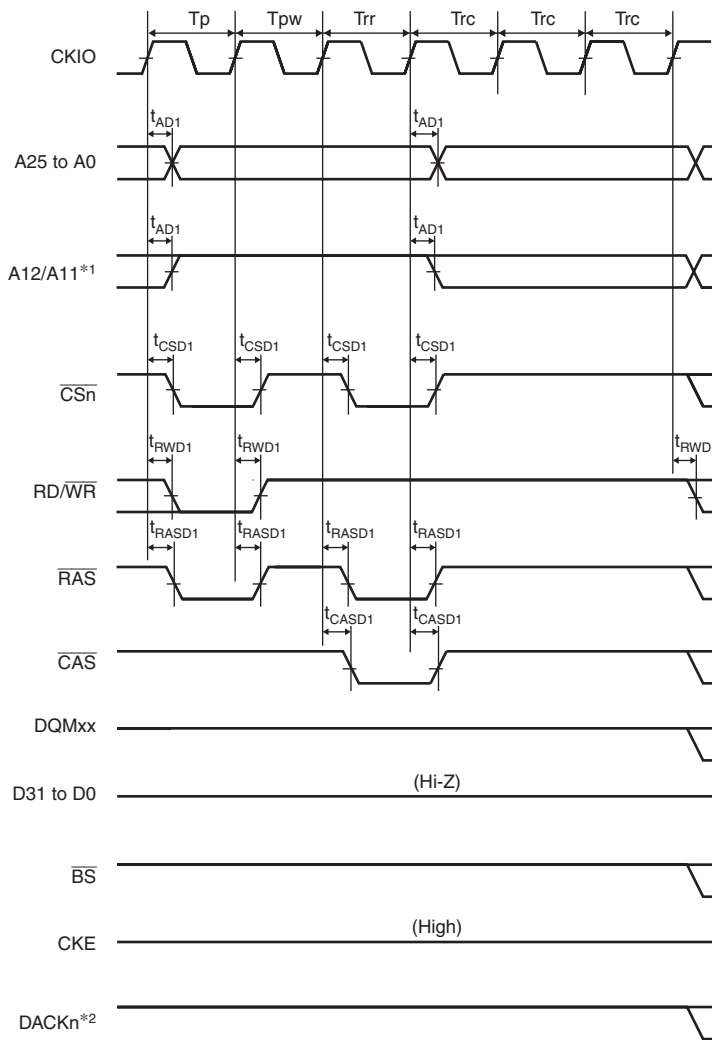 Tp Tpw Trr Trc Trc Trc
CKIO
tAD1 tAD1
A25 to A0
tAD1 tAD1
A12/A11*1
tCSD1 tCSD1 tCSD1 tCSD1
CSn
tRWD1 tRWD1 tRWD
RD/WR
tRASD1 tRASD1 tRASD1 tRASD1
RAS
tCASD1 tCASD1
CAS
DQMxx
(Hi-Z)
D31 to D0
BS
(High)
CKE
DACKn*2